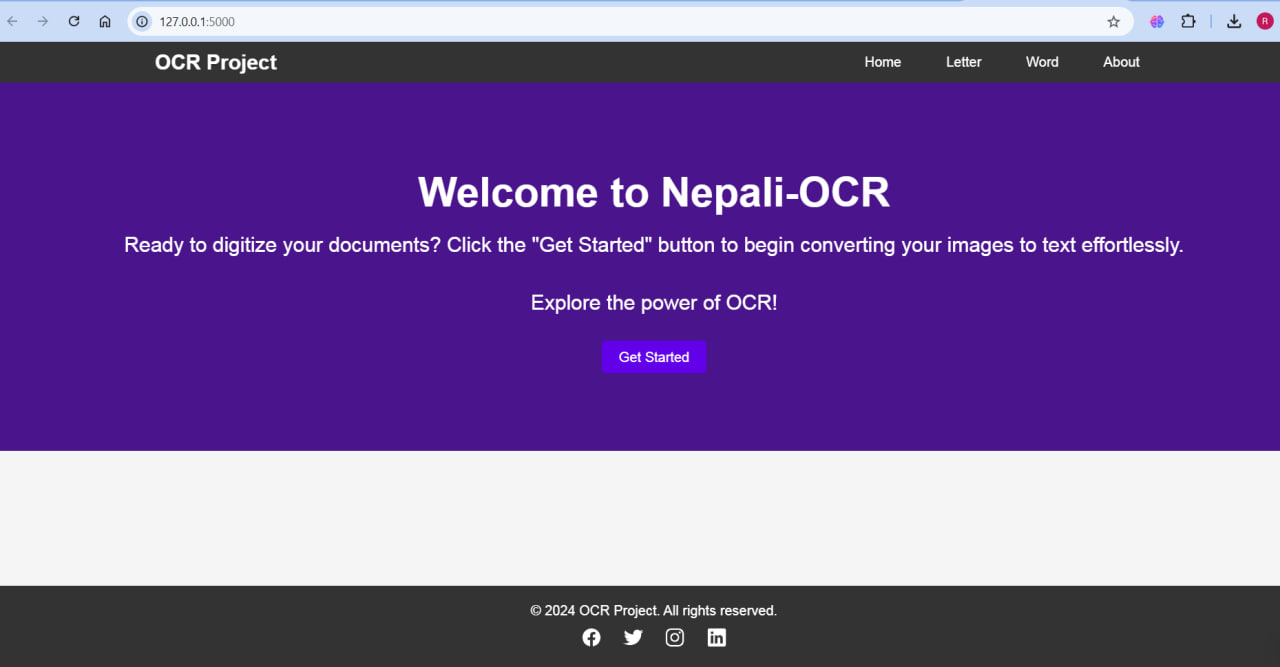 127.0.0.1:5000
R
OCR Project
Home Letter Word About
Welcome to Nepali-OCR
Ready to digitize your documents? Click the "Get Started" button to begin converting your images to text effortlessly.
Explore the power of OCR!
Get Started
© 2024 OCR Project. All rights reserved.